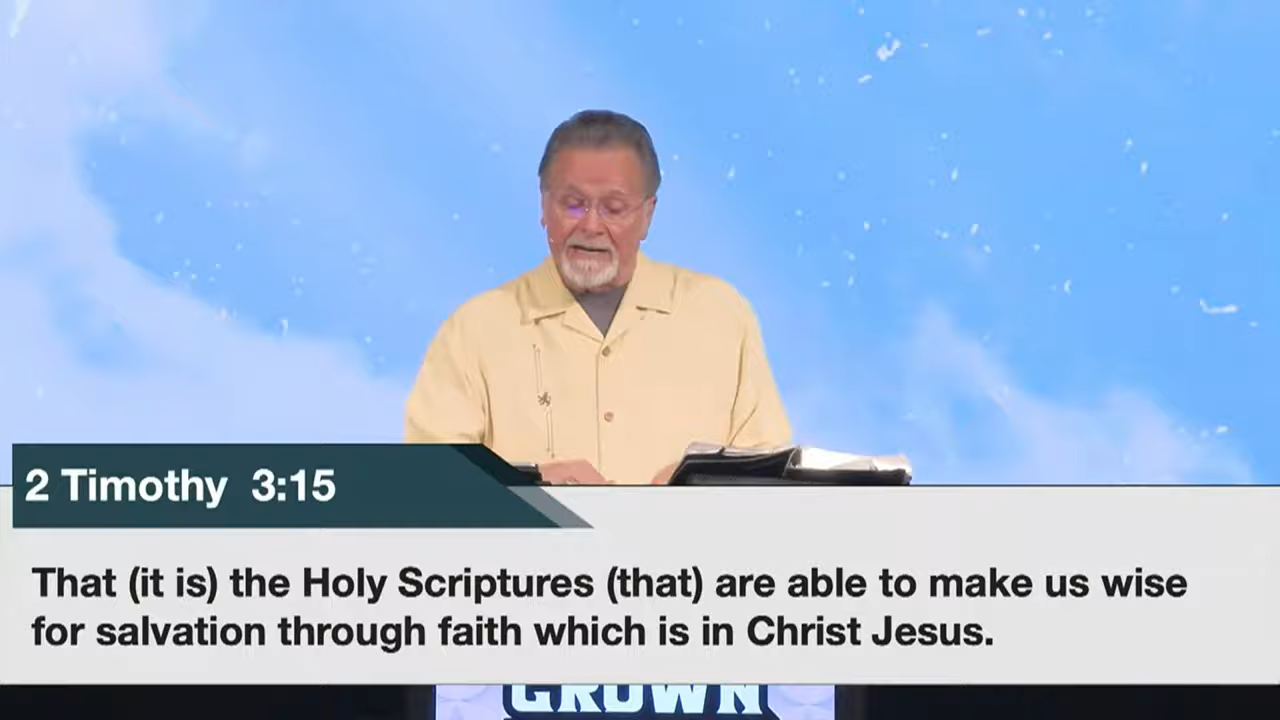 2 Timothy 3:15
That (it is) the Holy Scriptures (that) are able to make us wise
for salvation through faith which is in Christ Jesus.
CROWN